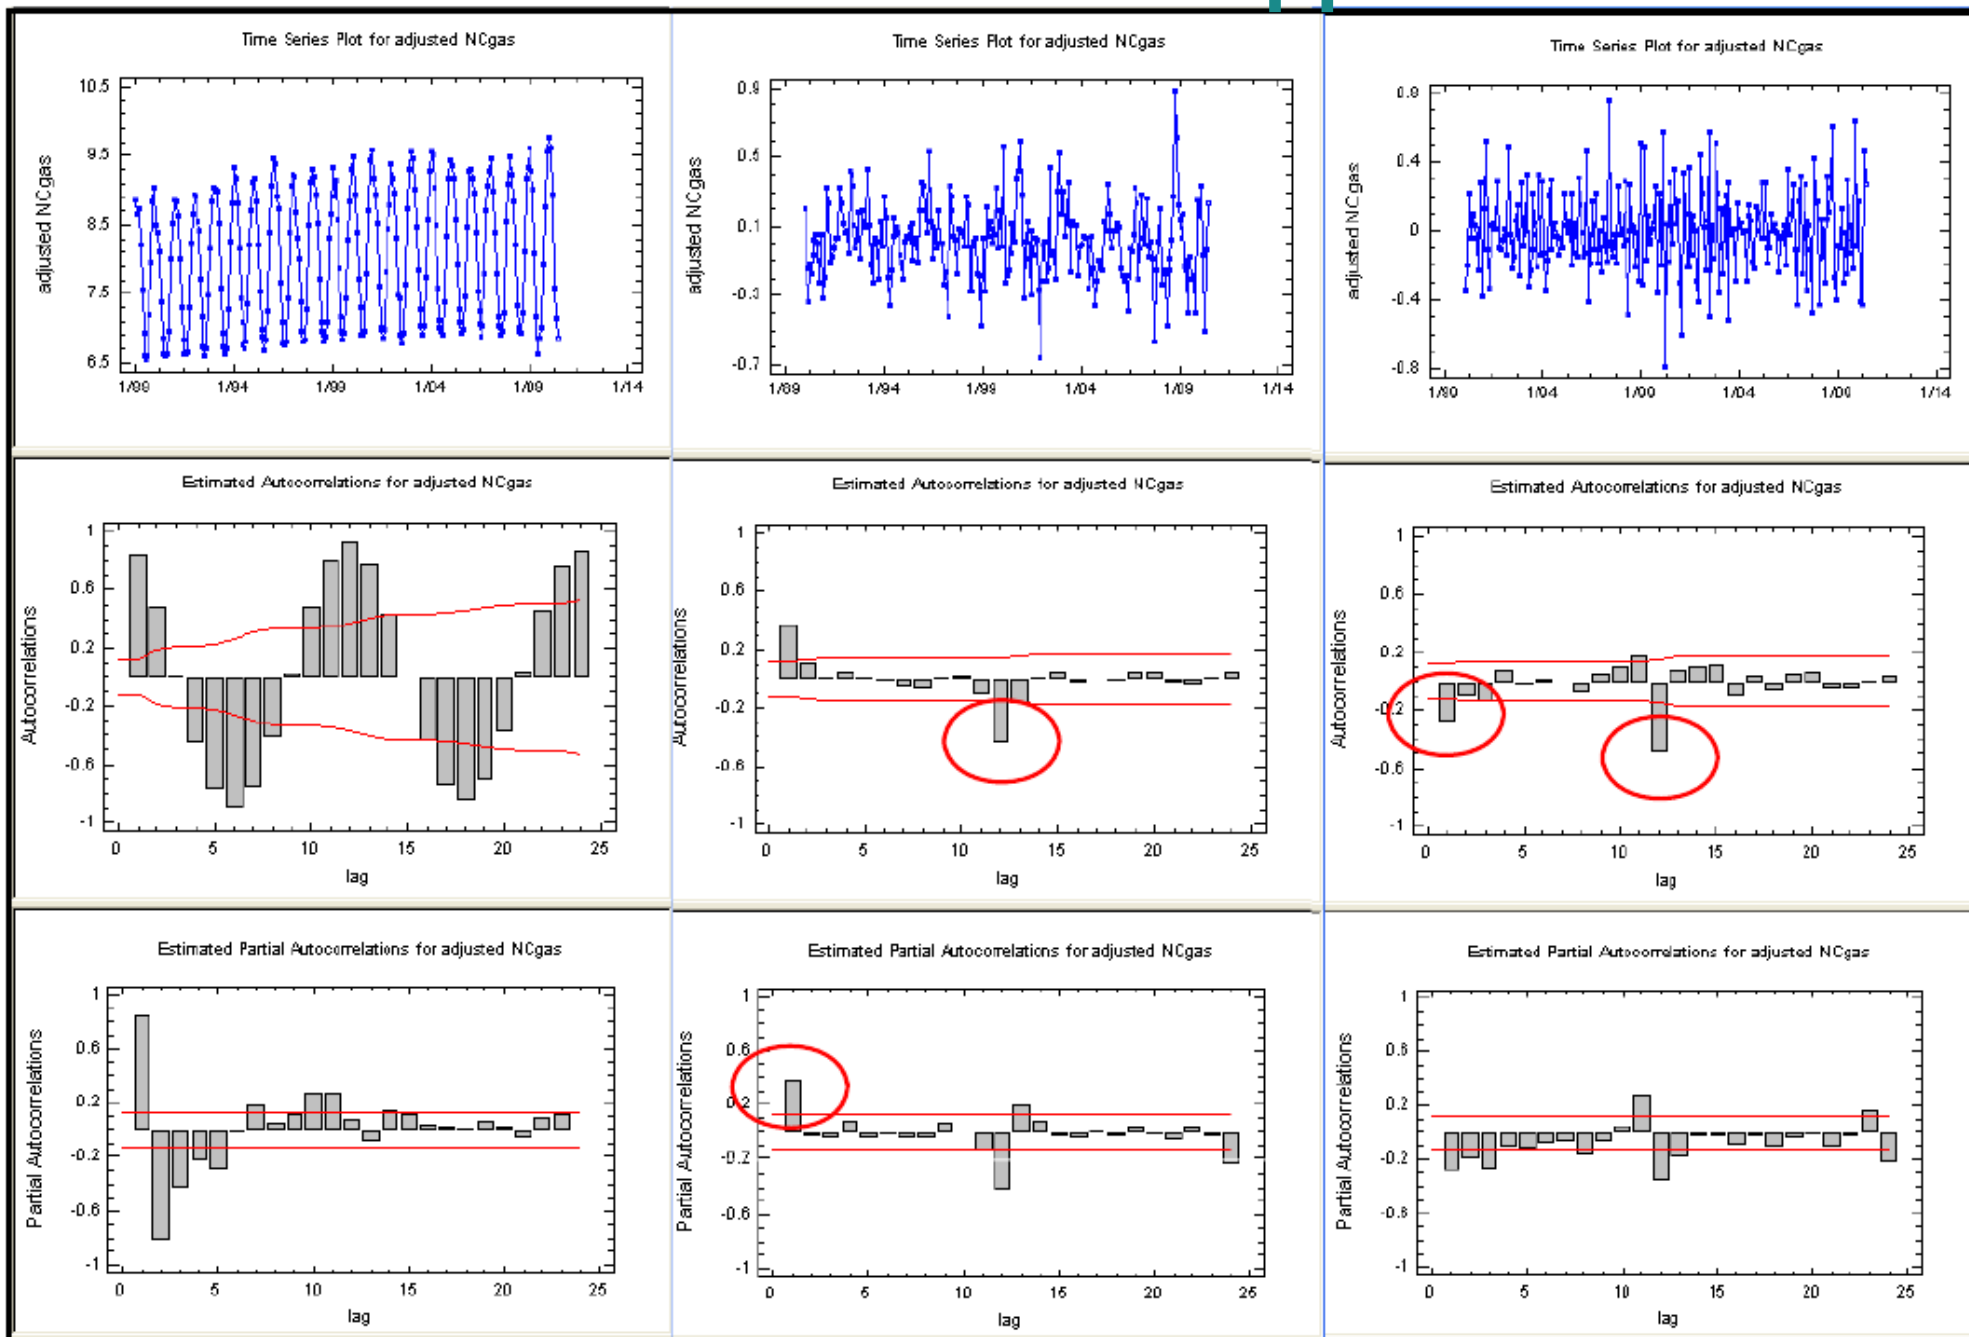 Time Series Plot for adjusted NCgas
adjusted NCgas
10.5
9.5
8.5
7.5
6.5
1/89 1/94 1/99 1/04 1/09 1/14
Time Series Plot for adjusted NCgas
adjusted NCgas
0.9
0.5
0.1
-0.3
-0.7
1/89 1/94 1/99 1/04 1/09 1/14
Time Series Plot for adjusted NCgas
adjusted NCgas
0.8
0.4
0
-0.4
-0.8
1/04 1/04 1/14
Estimated Autocorrelations for adjusted NCgas
Autocorrelations
1
0.6
0.2
-0.2
-0.6
-1
0 5 10 15 20 25
lag
Estimated Autocorrelations for adjusted NCgas
Autocorrelations
1
0.6
0.2
-0.2
-0.6
-1
0 5 10 15 20 25
lag
Estimated Autocorrelations for adjusted NCgas
Autocorrelations
1
0.6
0.2
-0.2
-0.6
-1
0 5 10 15 20 25
lag
Estimated Partial Autocorrelations for adjusted NCgas
Partial Autocorrelations
1
0.6
0.2
-0.2
-0.6
-1
0 5 10 15 20 25
lag
Estimated Partial Autocorrelations for adjusted NCgas
Partial Autocorrelations
1
0.6
0.2
-0.2
-0.6
-1
0 5 10 15 20 25
lag
Estimated Partial Autocorrelations for adjusted NCgas
Partial Autocorrelations
1
0.6
0.2
-0.2
-0.6
-1
0 5 10 15 20 25
lag